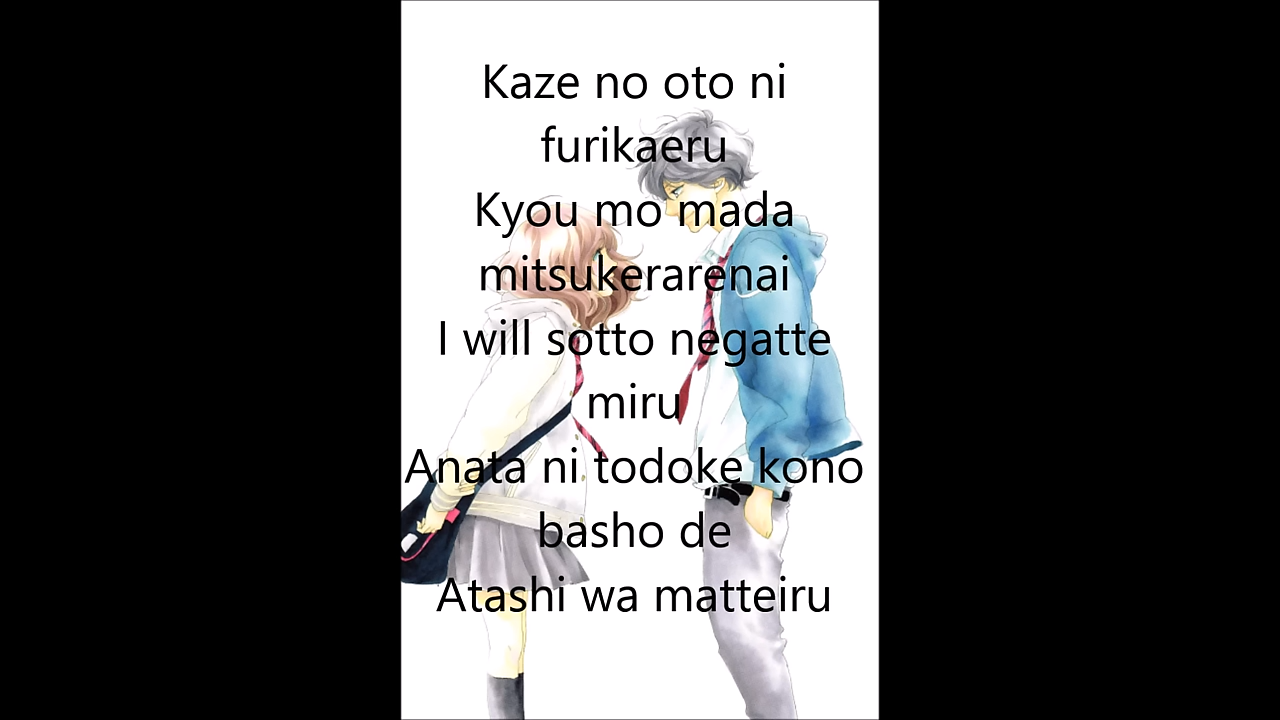 Kaze no oto ni
furikaeru
Kyou mo mada
mitsukerarenai
I will sotto negatte
miru
Anata ni todoke kono
basho de
Atashi wa matteiru